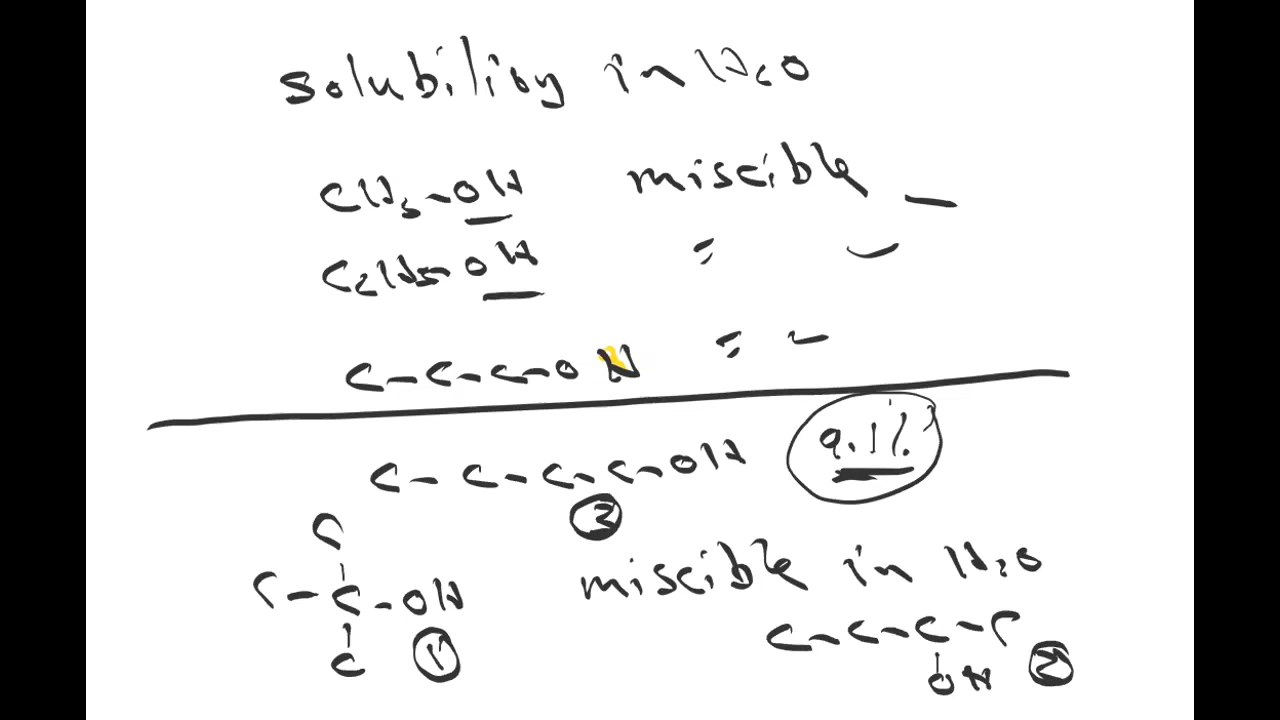 solubility in H2O
CH3-OH miscible -
C2H5-OH " -
C-C-C-OH " -
C-C-C-C-OH 9.1%
3
C
C-C-OH miscible in H2O
C 1
C-C-C-C
OH 2